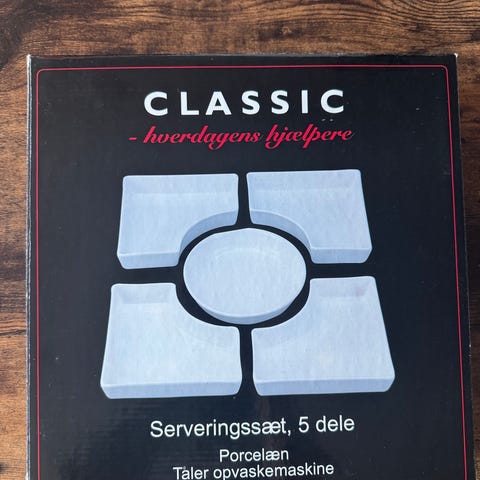 CLASSIC
- hverdagens hjælpere
Serveringssæt, 5 dele
Porcelæn
Tåler opvaskemaskine